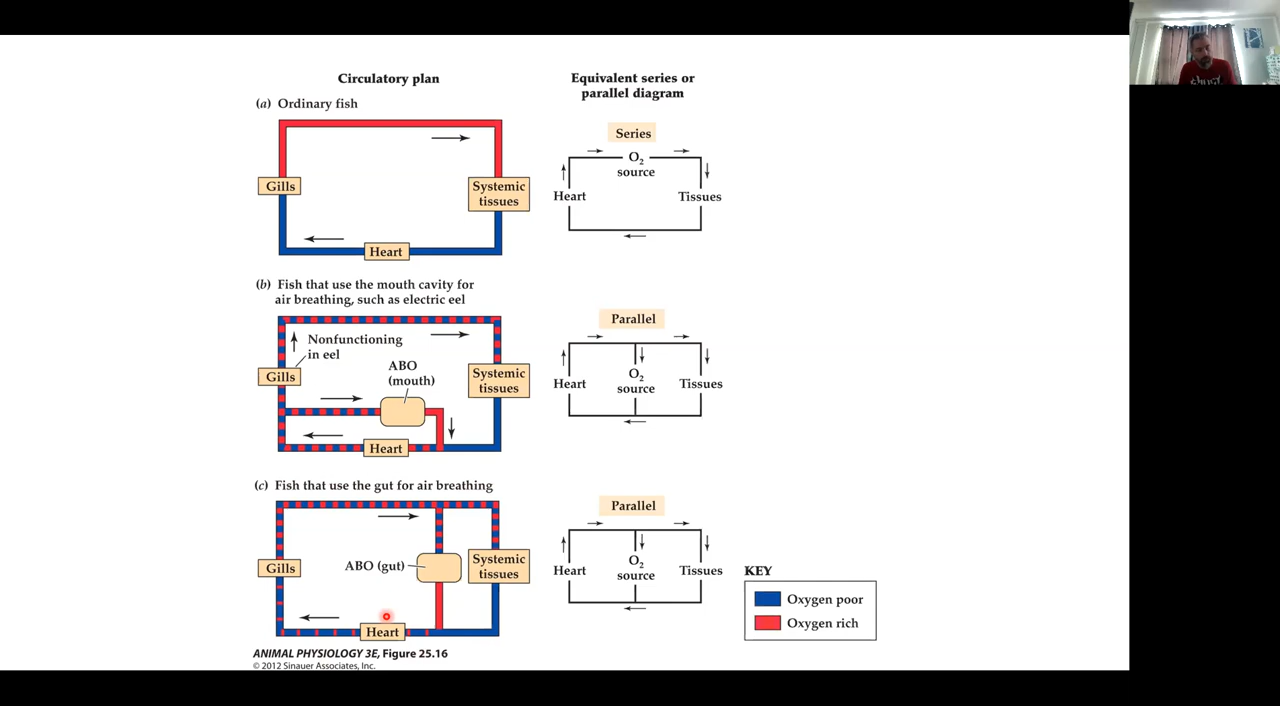 Circulatory plan
Equivalent series or
parallel diagram
(a) Ordinary fish
Gills
Systemic
tissues
Heart
Series
O2
source
Heart
Tissues
(b) Fish that use the mouth cavity for
air breathing, such as electric eel
Nonfunctioning
in eel
ABO
(mouth)
Gills
Systemic
tissues
Heart
Parallel
O2
source
Heart
Tissues
(c) Fish that use the gut for air breathing
Gills
ABO (gut)
Systemic
tissues
Heart
Parallel
O2
source
Heart
Tissues
KEY
Oxygen poor
Oxygen rich
ANIMAL PHYSIOLOGY 3E, Figure 25.16
© 2012 Sinauer Associates, Inc.